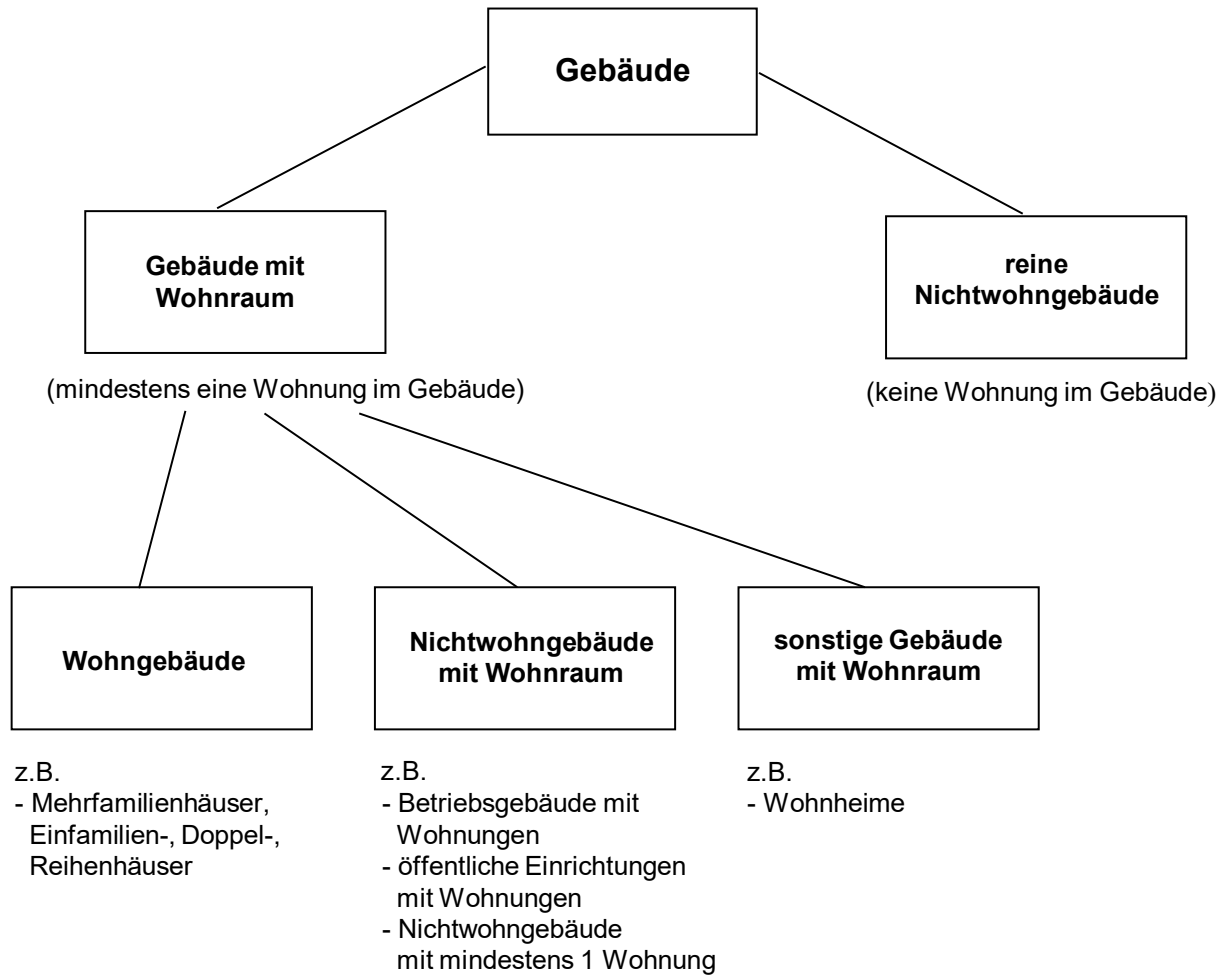 Gebäude
Gebäude mit
Wohnraum
reine
Nichtwohngebäude
(mindestens eine Wohnung im Gebäude)
(keine Wohnung im Gebäude)
Wohngebäude
Nichtwohngebäude
mit Wohnraum
sonstige Gebäude
mit Wohnraum
z.B.
- Mehrfamilienhäuser,
Einfamilien-, Doppel-,
Reihenhäuser
z.B.
- Betriebsgebäude mit
Wohnungen
- öffentliche Einrichtungen
mit Wohnungen
- Nichtwohngebäude
mit mindestens 1 Wohnung
z.B.
- Wohnheime